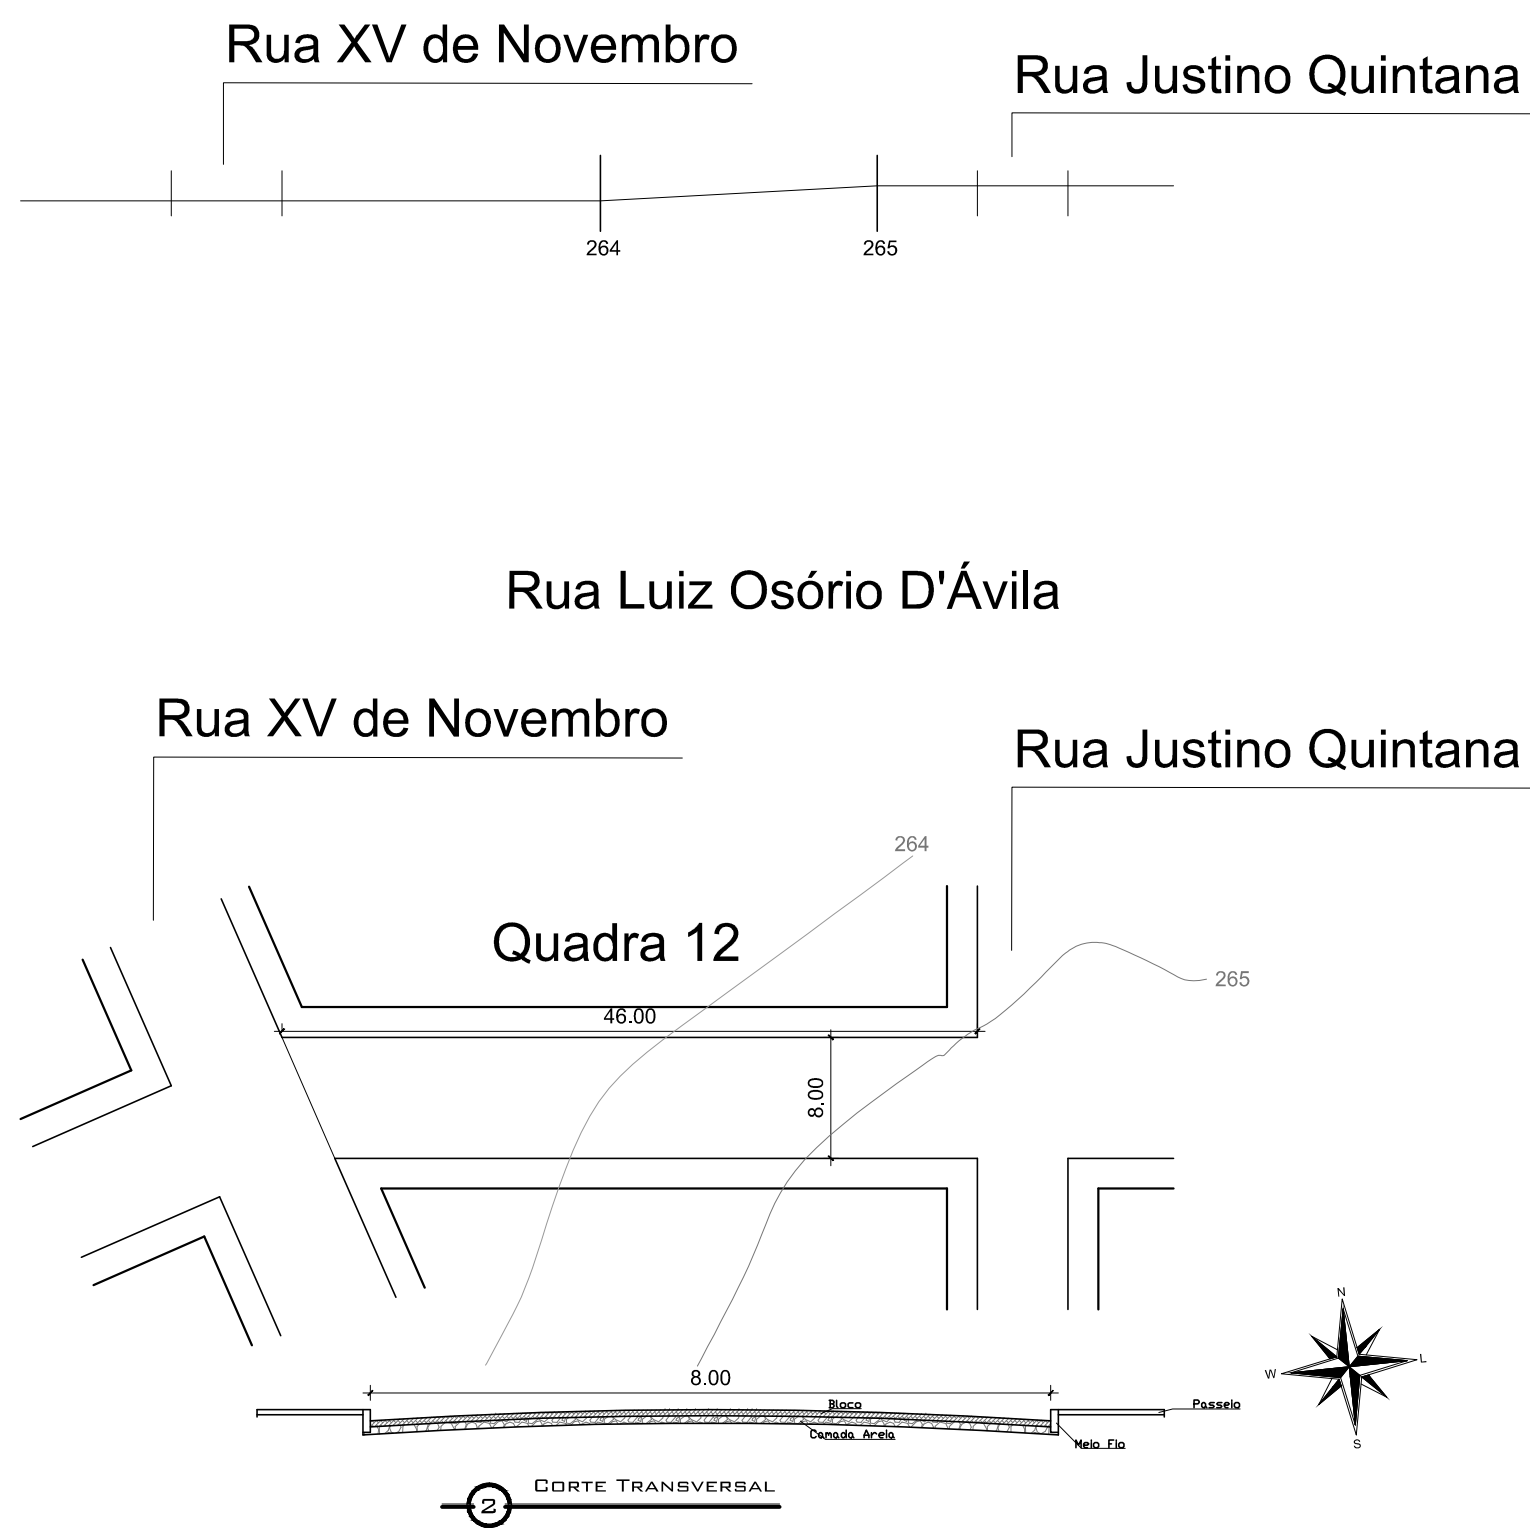 Rua XV de Novembro
Rua Justino Quintana
264
265
Rua Luiz Osório D'Ávila
Rua XV de Novembro
Rua Justino Quintana
264
Quadra 12
265
46.00
8.00
N
W
L
S
8.00
Bloco
Passeio
Camada Areia
Meio Fio
Corte Transversal
2